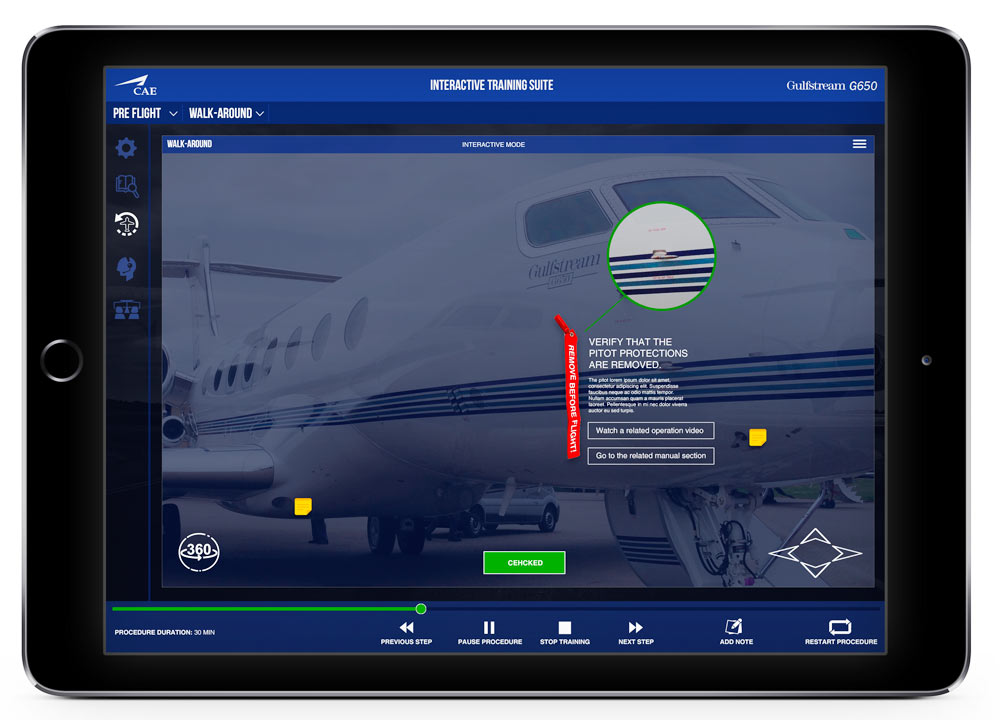 CAE
INTERACTIVE TRAINING SUITE
Gulfstream G650
PRE FLIGHT
WALK-AROUND
WALK-AROUND
INTERACTIVE MODE
Gulfstream
G650
REMOVE BEFORE FLIGHT!
VERIFY THAT THE
PITOT PROTECTIONS
ARE REMOVED.
The pitot lorem ipsum dolor sit amet,
consectetur adipiscing elit. Suspendisse
faucibus neque ac odio mattis tempor.
Nullam accumsan quam a mauris placerat
laoreet. Pellentesque in mi nec dolor viverra
auctor eu sed turpis.
Watch a related operation video
Go to the related manual section
360
CEHCKED
PROCEDURE DURATION: 30 MIN
PREVIOUS STEP
PAUSE PROCEDURE
STOP TRAINING
NEXT STEP
ADD NOTE
RESTART PROCEDURE